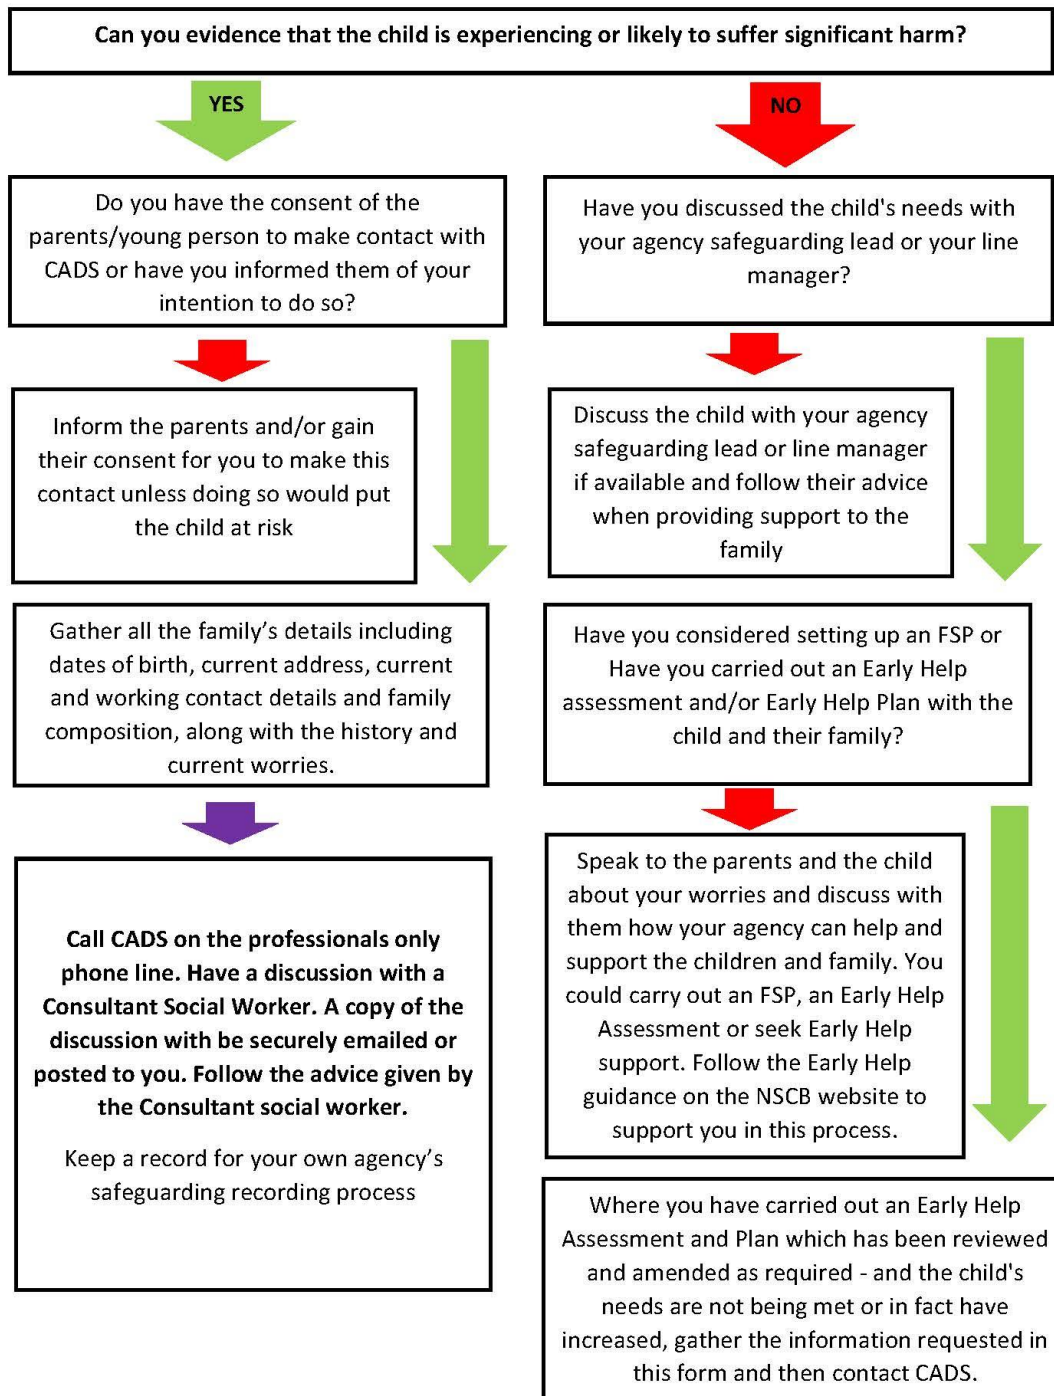 Can you evidence that the child is experiencing or likely to suffer significant harm?
YES
NO
Do you have the consent of the
parents/young person to make contact with
CADS or have you informed them of your
intention to do so?
Have you discussed the child's needs with
your agency safeguarding lead or your line
manager?
Inform the parents and/or gain
their consent for you to make this
contact unless doing so would put
the child at risk
Discuss the child with your agency
safeguarding lead or line manager
if available and follow their advice
when providing support to the
family
Gather all the family’s details including
dates of birth, current address, current
and working contact details and family
composition, along with the history and
current worries.
Have you considered setting up an FSP or
Have you carried out an Early Help
assessment and/or Early Help Plan with the
child and their family?
Call CADS on the professionals only
phone line. Have a discussion with a
Consultant Social Worker. A copy of the
discussion with be securely emailed or
posted to you. Follow the advice given by
the Consultant social worker.
Keep a record for your own agency’s
safeguarding recording process
Speak to the parents and the child
about your worries and discuss with
them how your agency can help and
support the children and family. You
could carry out an FSP, an Early Help
Assessment or seek Early Help
support. Follow the Early Help
guidance on the NSCB website to
support you in this process.
Where you have carried out an Early Help
Assessment and Plan which has been reviewed
and amended as required - and the child's
needs are not being met or in fact have
increased, gather the information requested in
this form and then contact CADS.